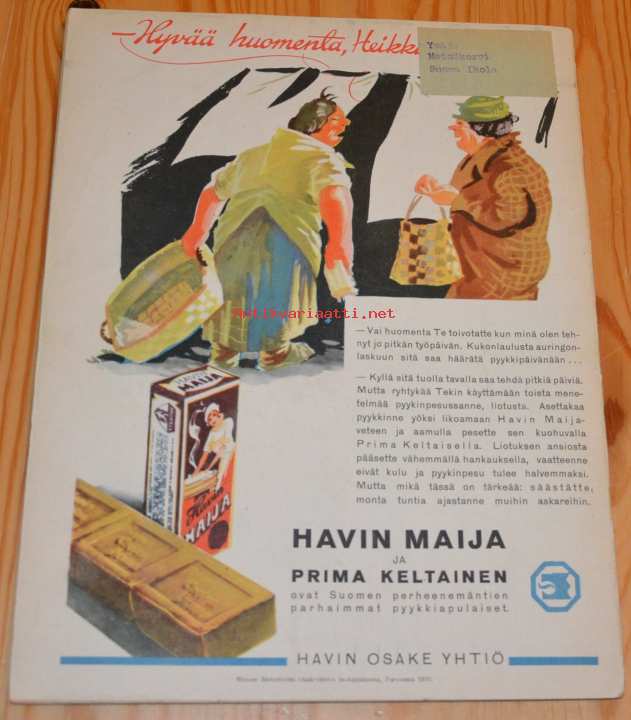 —Hyvää huomenta, Heikk
Suoma Ihola
Antikvariaatti.net
— Vai huomenta Te toivotatte kun minä olen teh-
nyt jo pitkän työpäivän. Kukonlaulusta auringon-
laskuun sitä saa häärätä pyykkipäivänään . . .
— Kyllä sitä tuolla tavalla saa tehdä pitkiä päiviä.
Mutta ryhtykää Tekin käyttämään toista mene-
telmää pyykinpesussanne, liotusta. Asettakaa
pyykkinne yöksi likoamaan Havin Maija-
veteen ja aamulla pesette sen kuohuvalla
Prima Keltaisella. Liotuksen ansiosta
pääsette vähemmällä hankauksella, vaatteenne
eivät kulu ja pyykinpesu tulee halvemmaksi.
Mutta mikä tässä on tärkeää: säästätte,
monta tuntia ajastanne muihin askareihin.
MAIJA
Havin
MAIJA
HAVIN MAIJA
JA
PRIMA KELTAINEN
ovat Suomen perheenemäntien
parhaimmat pyykkiapulaiset.
HAVIN OSAKE YHTIÖ